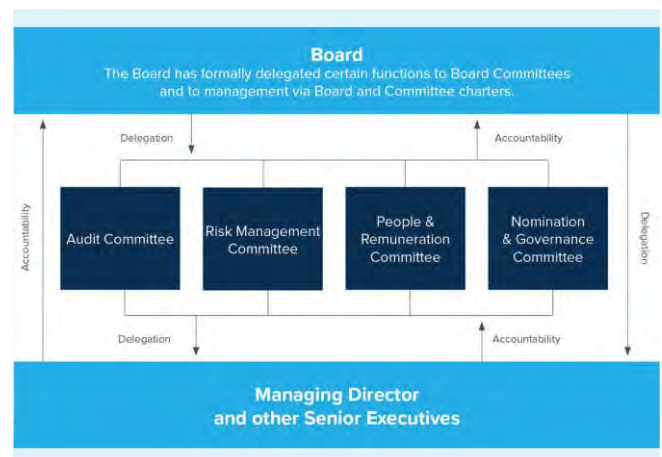 Board
The Board has formally delegated certain functions to Board Committees
and to management via Board and Committee charters.
Delegation
Accountability
Accountability
Audit Committee
Risk Management
Committee
People &
Remuneration
Committee
Nomination
& Governance
Committee
Delegation
Delegation
Accountability
Managing Director
and other Senior Executives